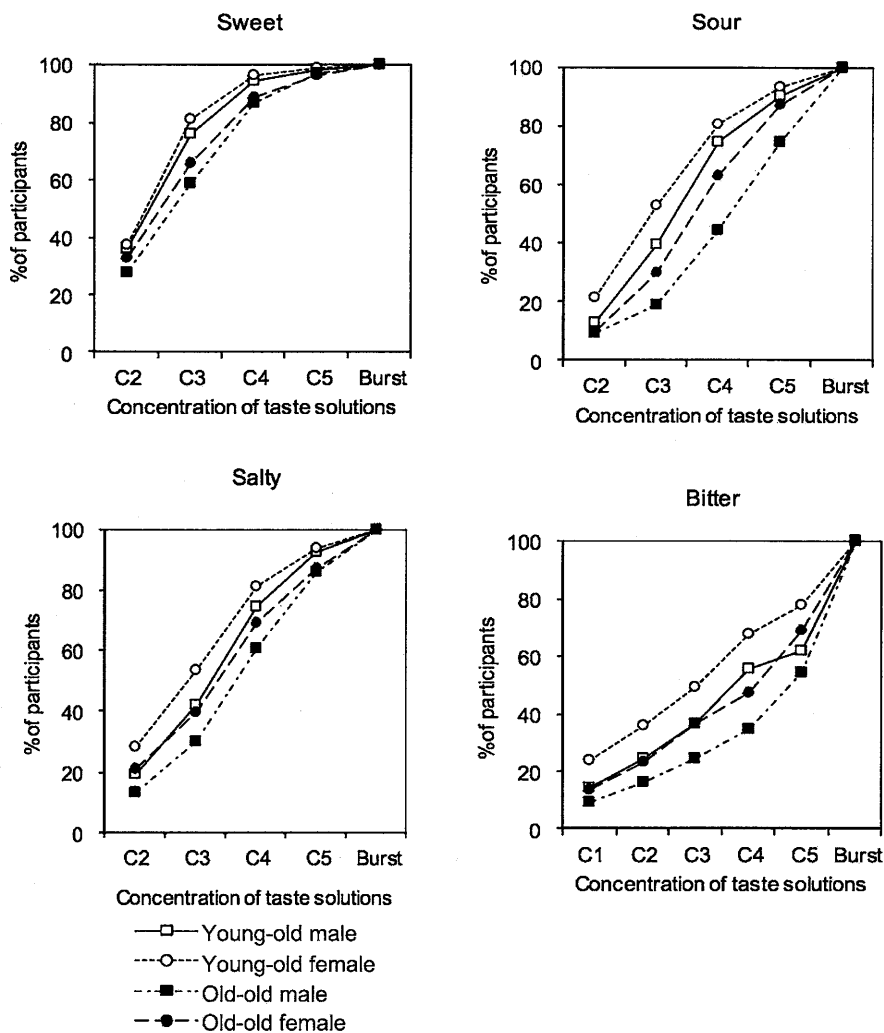 Sweet
100
80
60
40
20
0
%of participants
C2 C3 C4 C5 Burst
Concentration of taste solutions
Sour
100
80
60
40
20
0
%of participants
C2 C3 C4 C5 Burst
Concentration of taste solutions
Salty
100
80
60
40
20
0
%of participants
C2 C3 C4 C5 Burst
Concentration of taste solutions
Bitter
100
80
60
40
20
0
%of participants
C1 C2 C3 C4 C5 Burst
Concentration of taste solutions
Young-old male
Young-old female
Old-old male
Old-old female